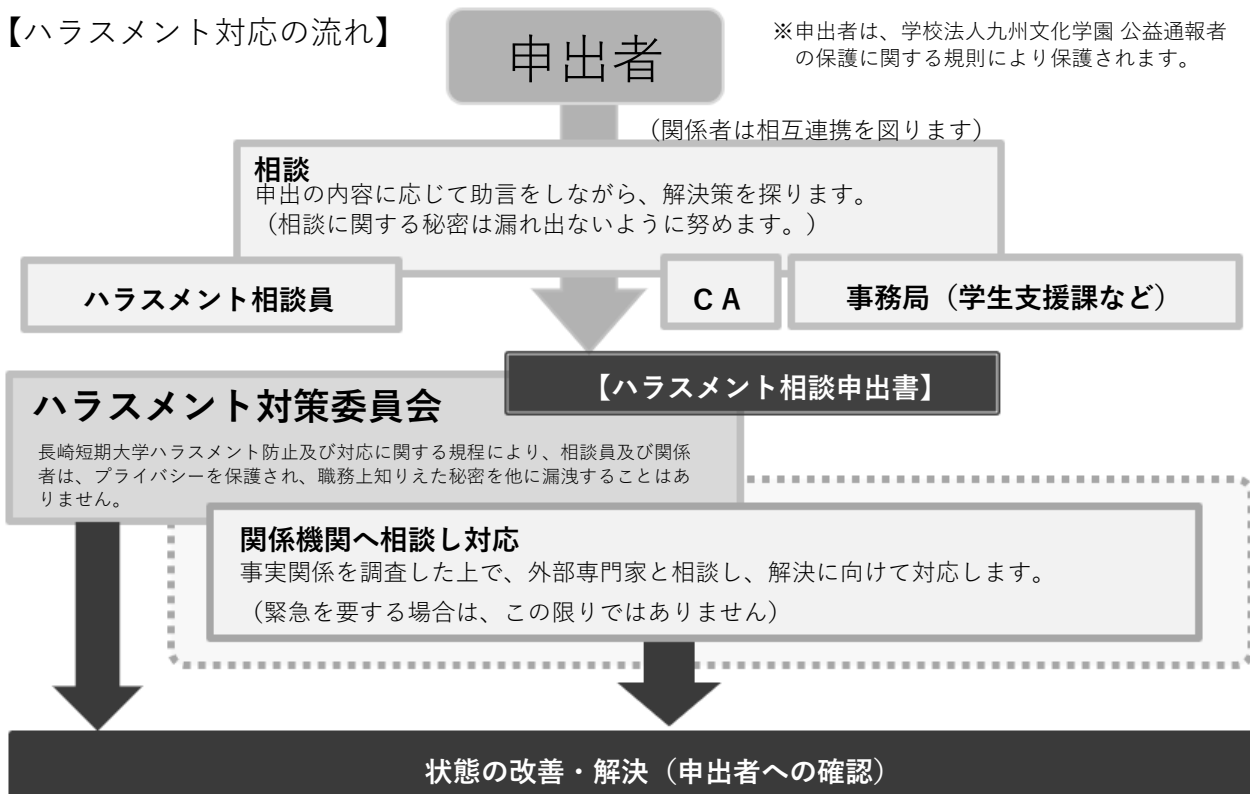 【ハラスメント対応の流れ】
申出者
※申出者は、学校法人九州文化学園 公益通報者
の保護に関する規則により保護されます。
（関係者は相互連携を図ります）
相談
申出の内容に応じて助言をしながら、解決策を探ります。
（相談に関する秘密は漏れ出ないように努めます。）
ハラスメント相談員
ＣＡ
事務局（学生支援課など）
【ハラスメント相談申出書】
ハラスメント対策委員会
長崎短期大学ハラスメント防止及び対応に関する規程により、相談員及び関係
者は、プライバシーを保護され、職務上知りえた秘密を他に漏洩することはあ
りません。
関係機関へ相談し対応
事実関係を調査した上で、外部専門家と相談し、解決に向けて対応します。
（緊急を要する場合は、この限りではありません）
状態の改善・解決（申出者への確認）